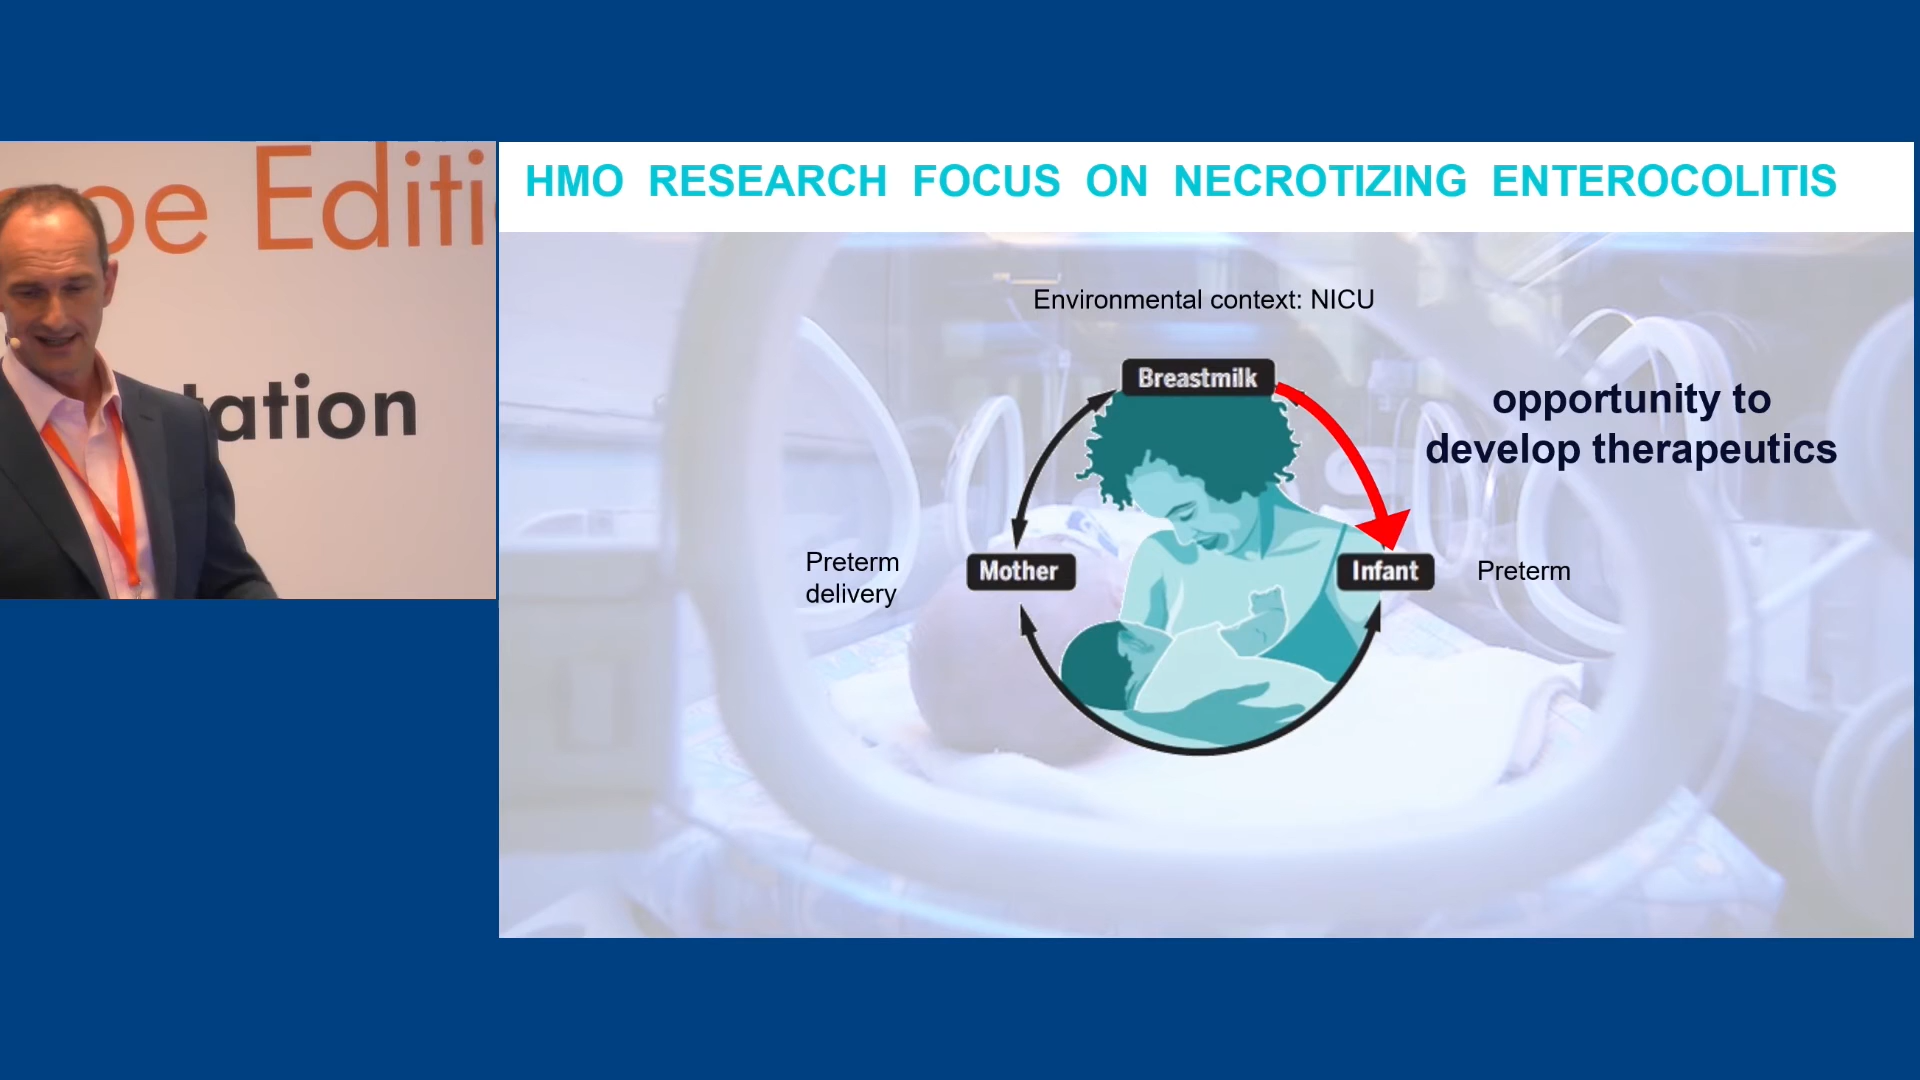 Editi
HMO RESEARCH FOCUS ON NECROTIZING ENTEROCOLITIS
Environmental context: NICU
Breastmilk
opportunity to
develop therapeutics
Preterm
delivery
Mother
Infant
Preterm